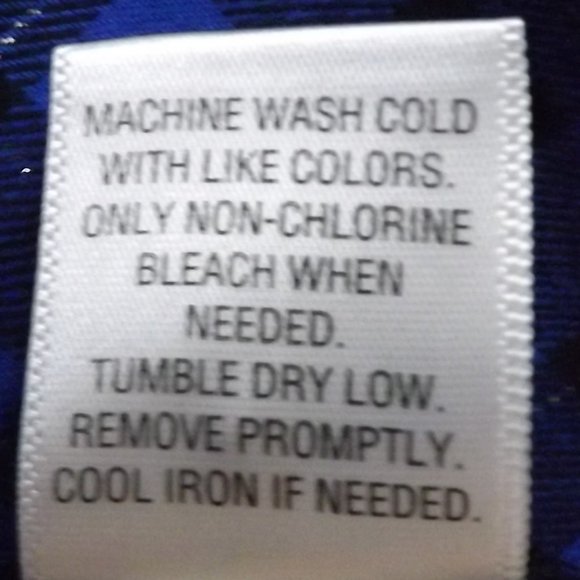 MACHINE WASH COLD
WITH LIKE COLORS.
ONLY NON-CHLORINE
BLEACH WHEN
NEEDED.
TUMBLE DRY LOW.
REMOVE PROMPTLY.
COOL IRON IF NEEDED.